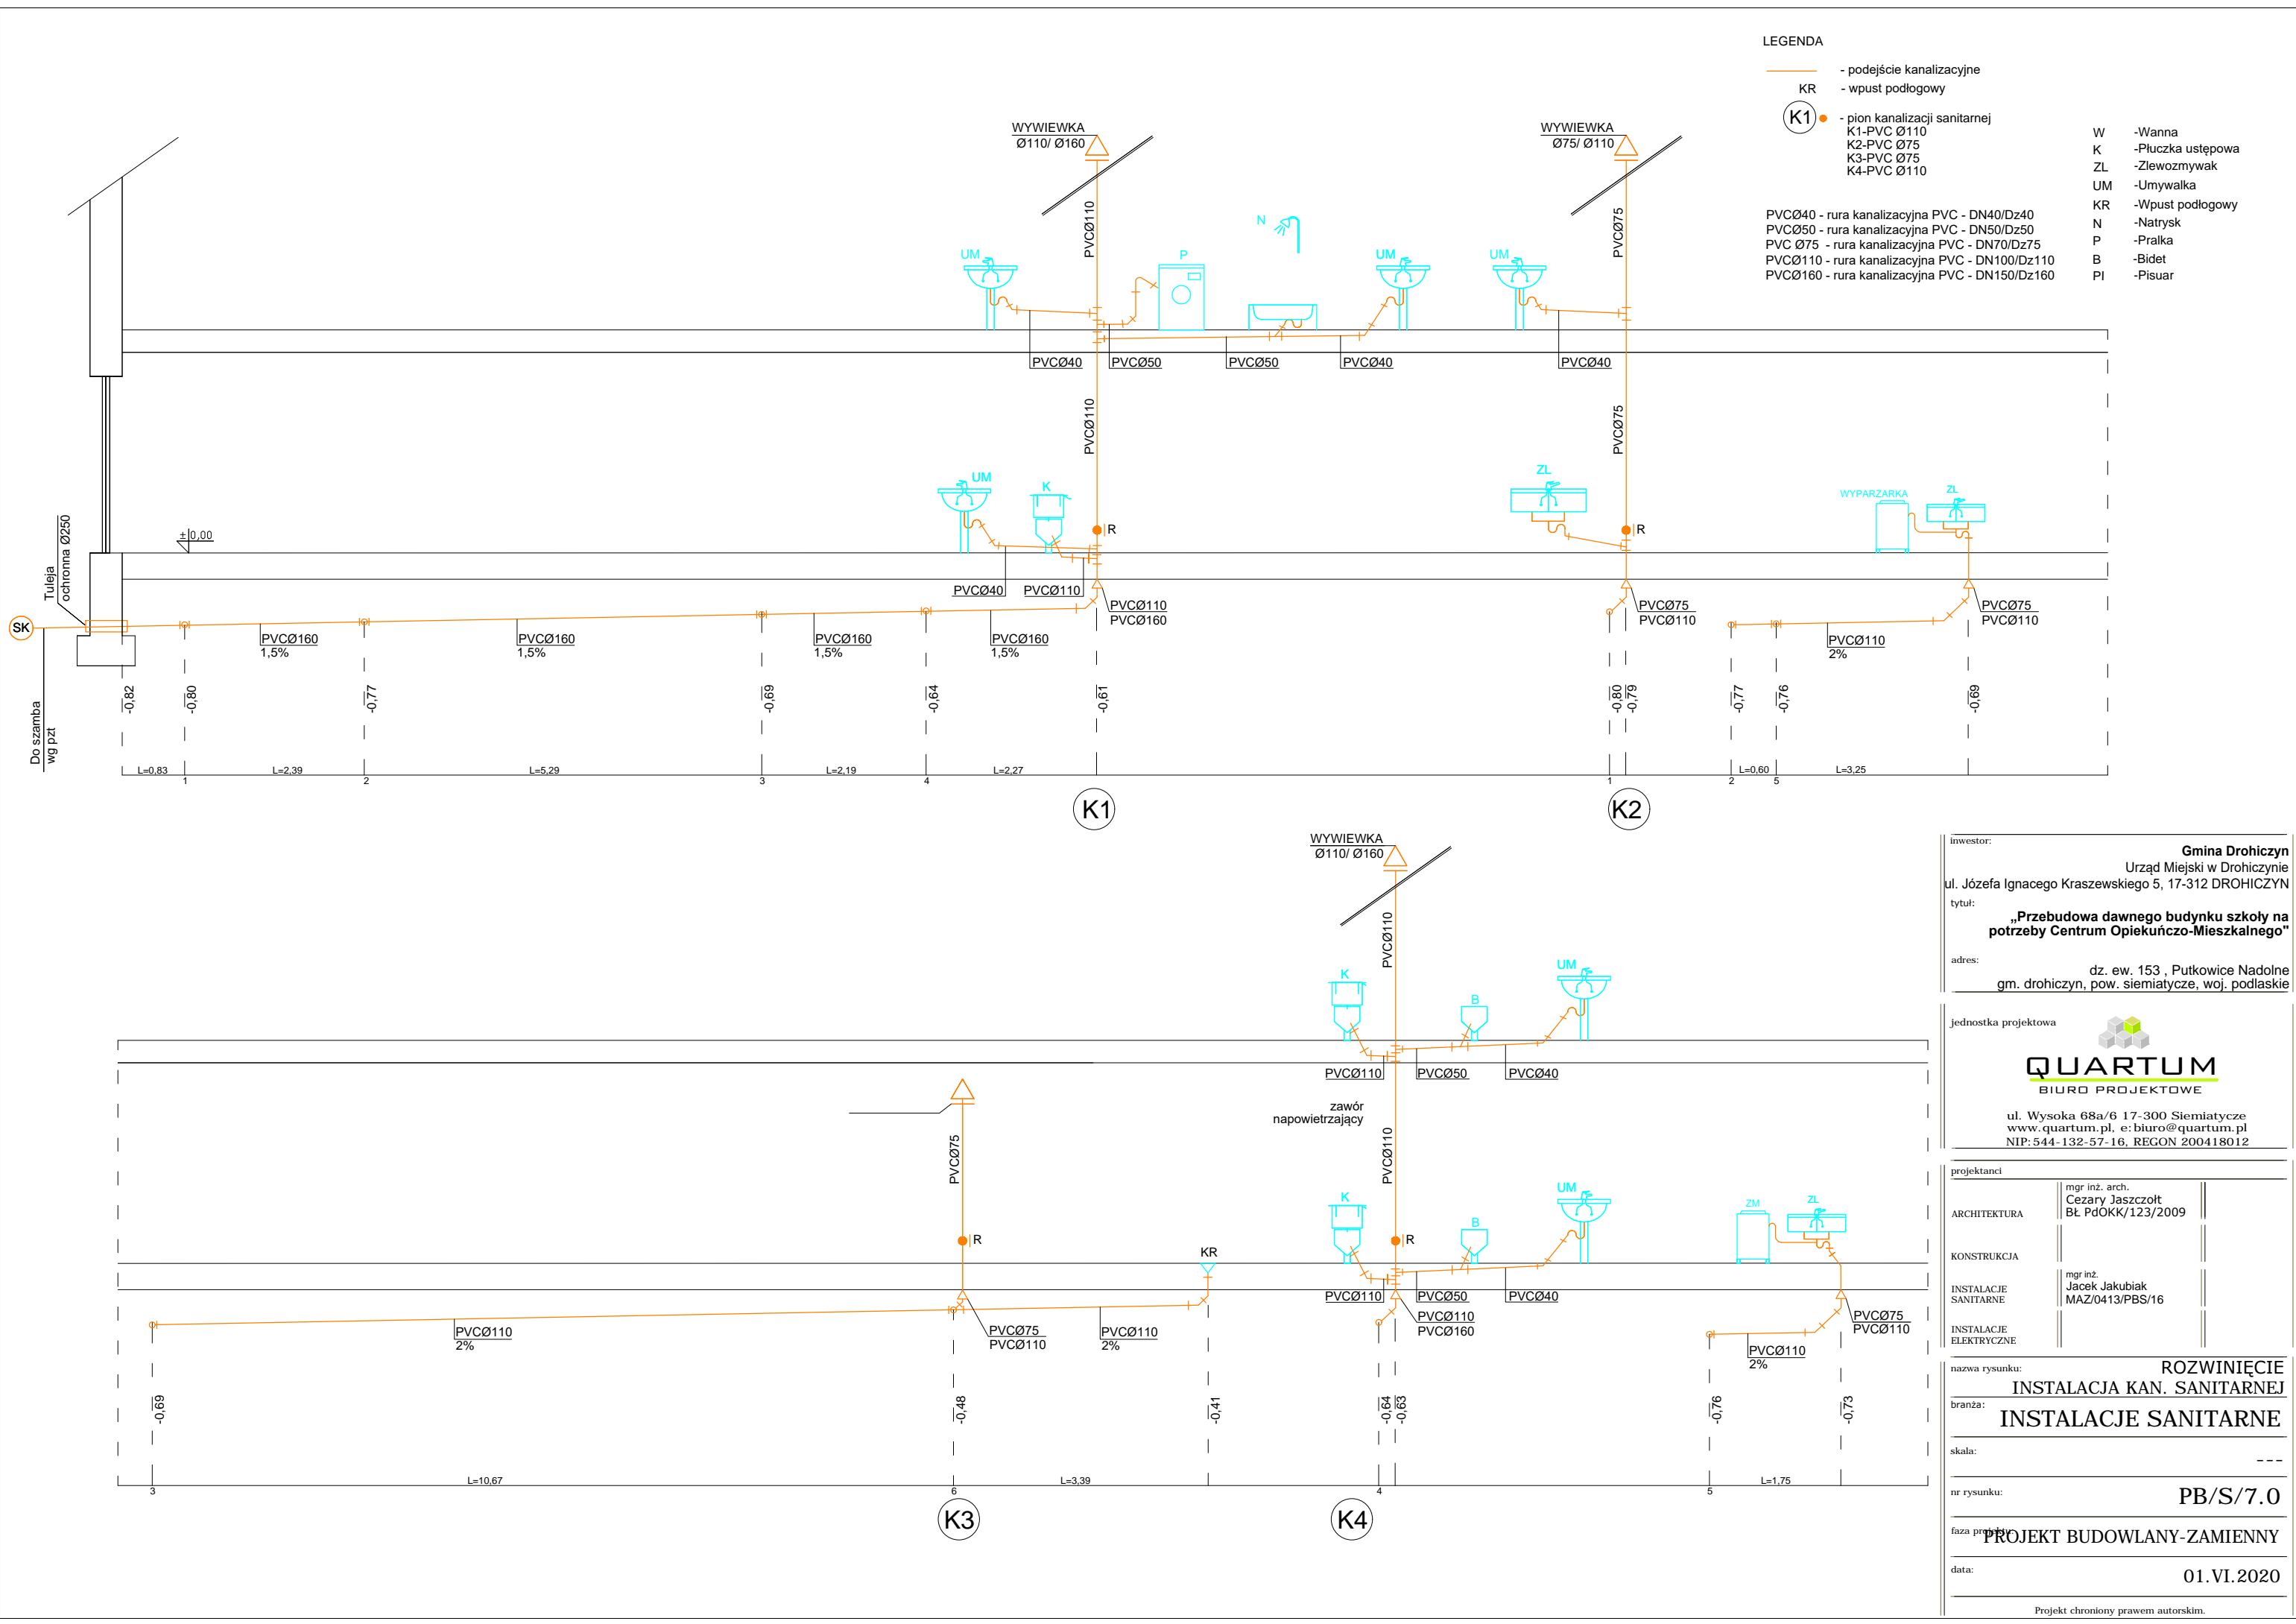 LEGENDA
- podejście kanalizacyjne
KR - wpust podłogowy
K1 - pion kanalizacji sanitarnej
K1-PVC Ø110
K2-PVC Ø75
K3-PVC Ø75
K4-PVC Ø110
PVCØ40 - rura kanalizacyjna PVC - DN40/Dz40
PVCØ50 - rura kanalizacyjna PVC - DN50/Dz50
PVC Ø75 - rura kanalizacyjna PVC - DN70/Dz75
PVCØ110 - rura kanalizacyjna PVC - DN100/Dz110
PVCØ160 - rura kanalizacyjna PVC - DN150/Dz160
W -Wanna
K -Płuczka ustępowa
ZL -Zlewozmywak
UM -Umywalka
KR -Wpust podłogowy
N -Natrysk
P -Pralka
B -Bidet
PI -Pisuar
WYWIEWKA
Ø110/ Ø160
WYWIEWKA
Ø75/ Ø110
PVCØ110
PVCØ75
UM
P
N
UM
UM
PVCØ40
PVCØ50
PVCØ50
PVCØ40
PVCØ40
PVCØ110
PVCØ75
UM
K
R
ZL
R
WYPARZARKA
ZL
±0,00
Tuleja
ochronna Ø250
SK
Do szamba
wg pzt
PVCØ40
PVCØ110
PVCØ110
PVCØ160
PVCØ75
PVCØ110
PVCØ75
PVCØ110
PVCØ160
1,5%
PVCØ160
1,5%
PVCØ160
1,5%
PVCØ160
1,5%
PVCØ110
2%
-0,82
-0,80
-0,77
-0,69
-0,64
-0,61
-0,80
-0,79
-0,77
-0,76
-0,69
L=0,83
L=2,39
L=5,29
L=2,19
L=2,27
L=0,60
L=3,25
1
2
3
4
1
2
5
K1
K2
WYWIEWKA
Ø110/ Ø160
PVCØ110
K
B
UM
PVCØ110
PVCØ50
PVCØ40
zawór
napowietrzający
PVCØ75
PVCØ110
R
KR
K
R
B
UM
ZM
ZL
PVCØ110
PVCØ50
PVCØ40
PVCØ110
2%
PVCØ75
PVCØ110
PVCØ110
2%
PVCØ110
PVCØ160
PVCØ75
PVCØ110
PVCØ110
2%
-0,69
-0,48
-0,41
-0,64
-0,63
-0,76
-0,73
L=10,67
L=3,39
L=1,75
3
6
4
5
K3
K4
inwestor:
Gmina Drohiczyn
Urząd Miejski w Drohiczynie
ul. Józefa Ignacego Kraszewskiego 5, 17-312 DROHICZYN
tytuł:
„Przebudowa dawnego budynku szkoły na
potrzeby Centrum Opiekuńczo-Mieszkalnego"
adres:
dz. ew. 153 , Putkowice Nadolne
gm. drohiczyn, pow. siemiatycze, woj. podlaskie
jednostka projektowa
QUARTUM
BIURO PROJEKTOWE
ul. Wysoka 68a/6 17-300 Siemiatycze
www.quartum.pl, e:biuro@quartum.pl
NIP:544-132-57-16, REGON 200418012
projektanci
ARCHITEKTURA
mgr inż. arch.
Cezary Jaszczołt
BŁ PdOKK/123/2009
KONSTRUKCJA
INSTALACJE
SANITARNE
mgr inż.
Jacek Jakubiak
MAZ/0413/PBS/16
INSTALACJE
ELEKTRYCZNE
nazwa rysunku:
ROZWINIĘCIE
INSTALACJA KAN. SANITARNEJ
branża:
INSTALACJE SANITARNE
skala:
---
nr rysunku:
PB/S/7.0
faza projektu:
PROJEKT BUDOWLANY-ZAMIENNY
data:
01.VI.2020
Projekt chroniony prawem autorskim.